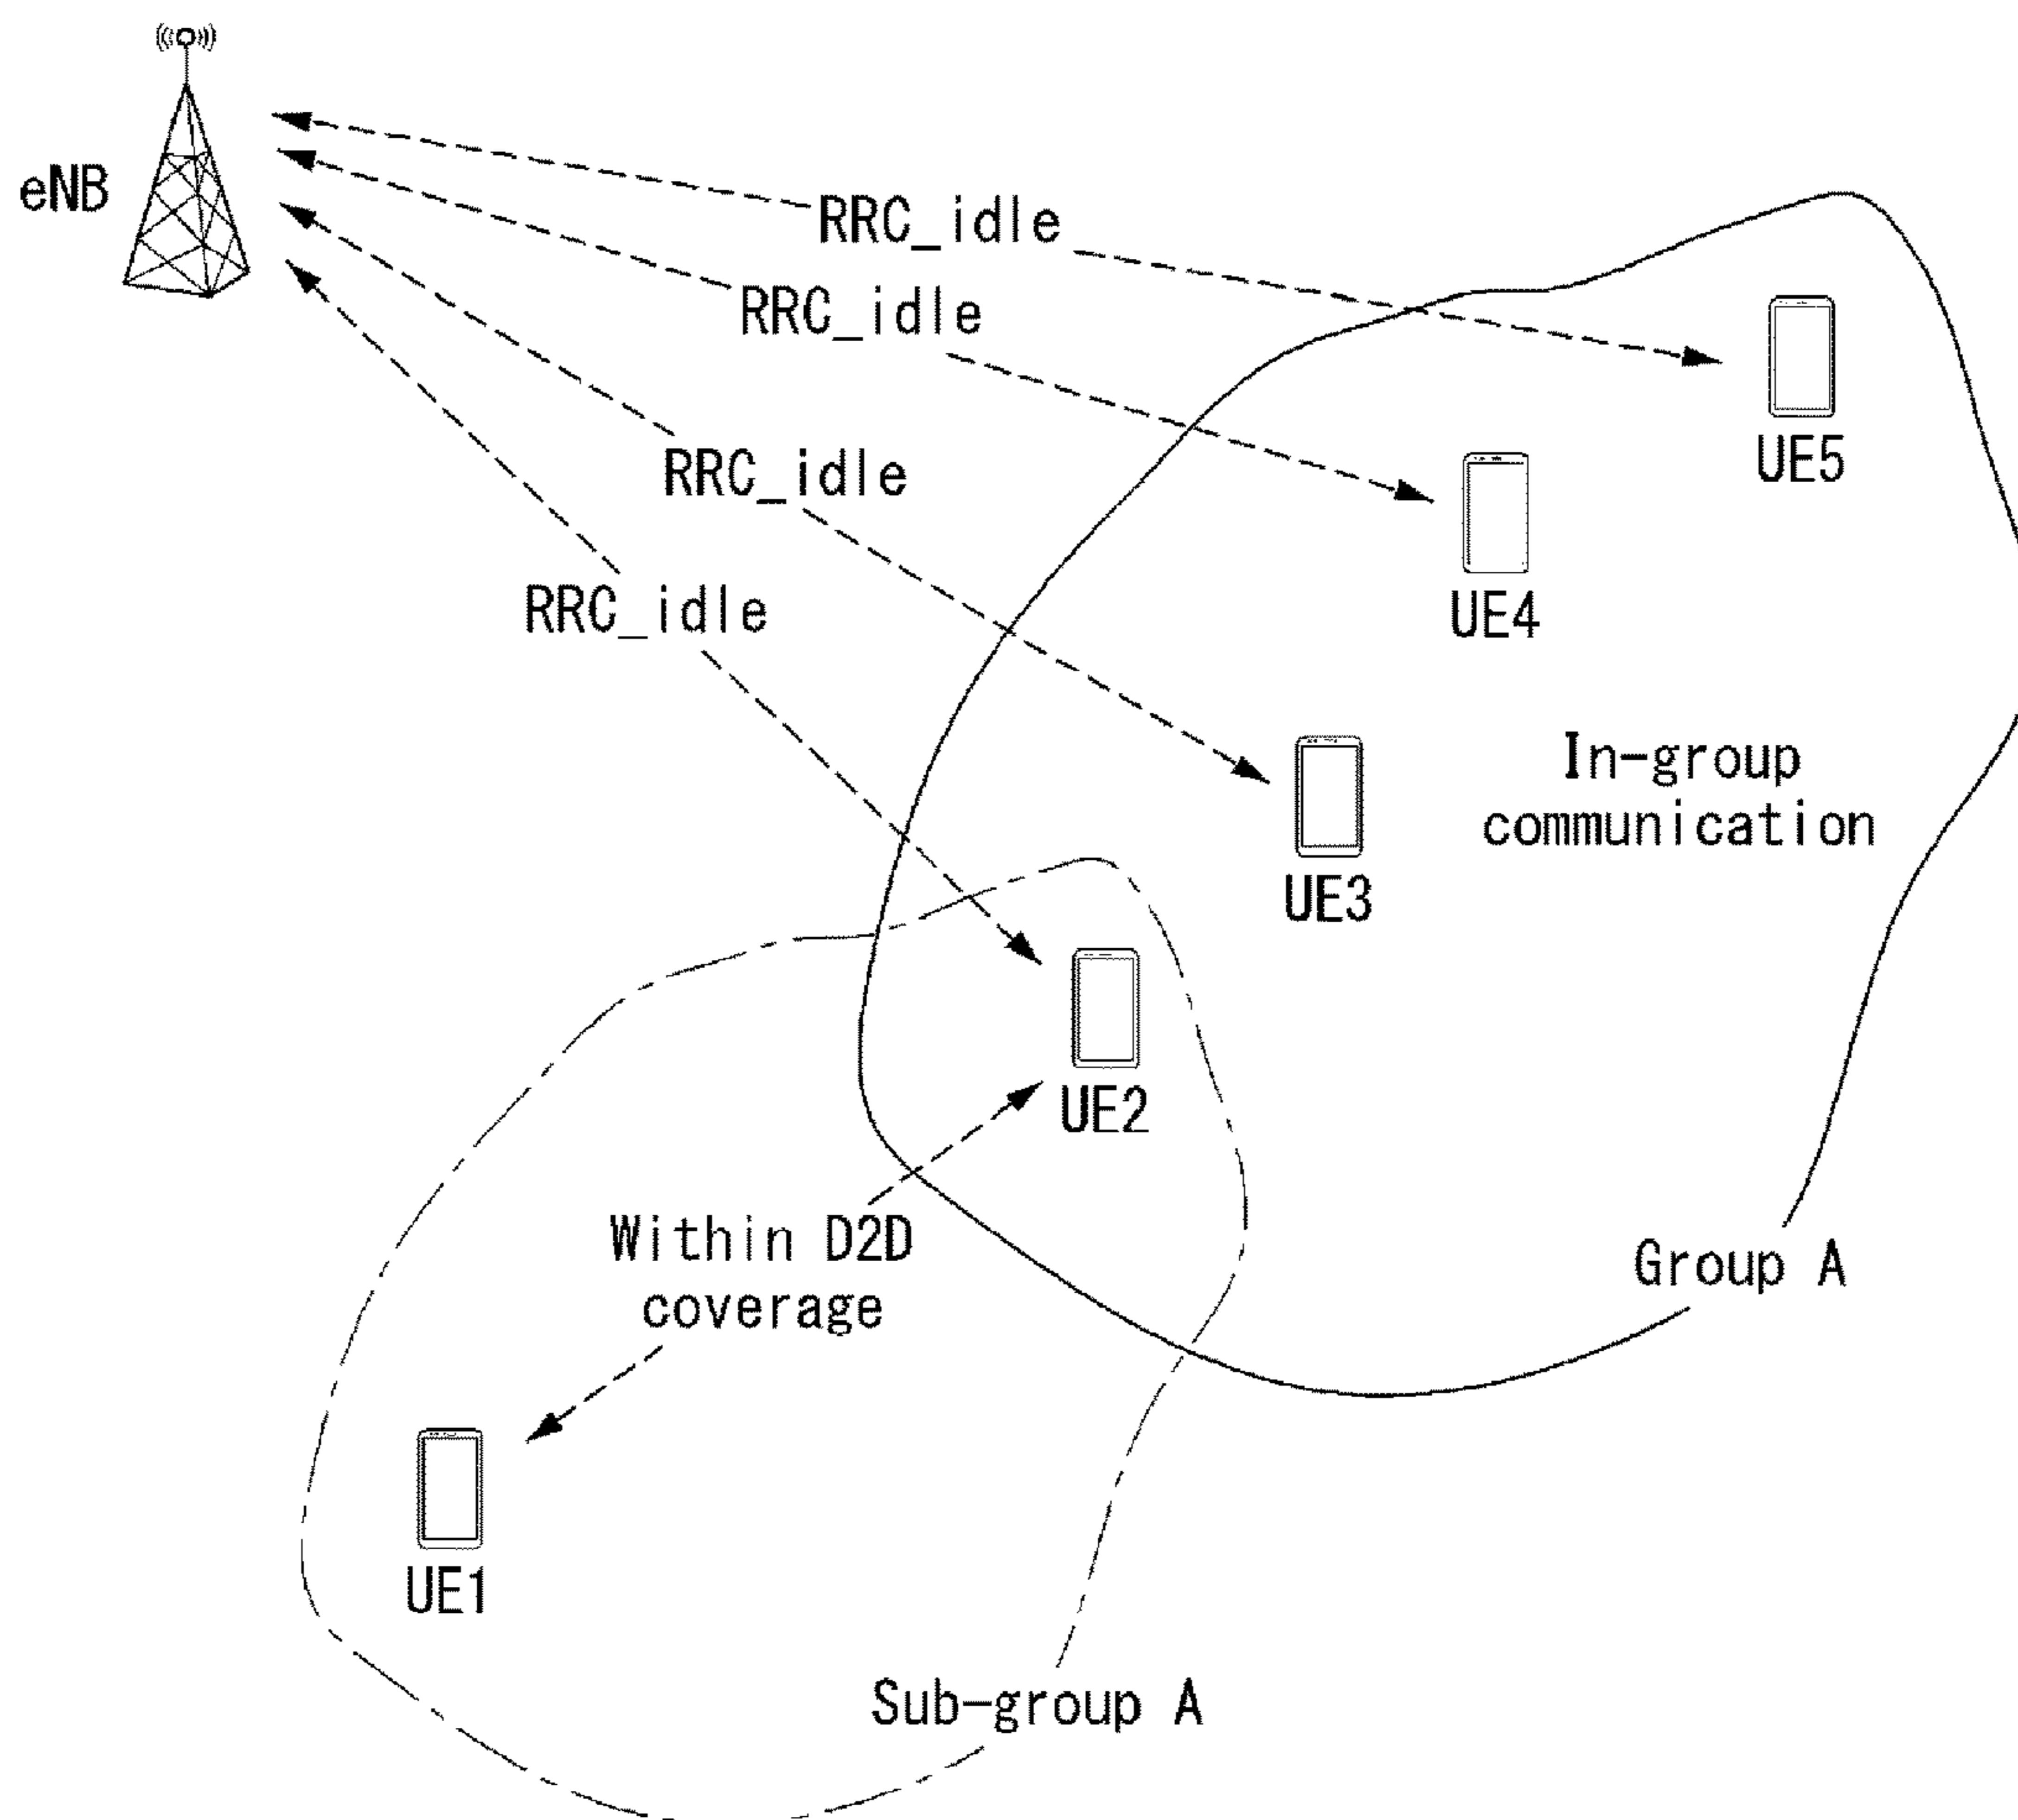 eNB
RRC_idle
RRC_idle
RRC_idle
RRC_idle
UE5
UE4
In-group
communication
UE3
UE2
Within D2D
coverage
Group A
UE1
Sub-group A